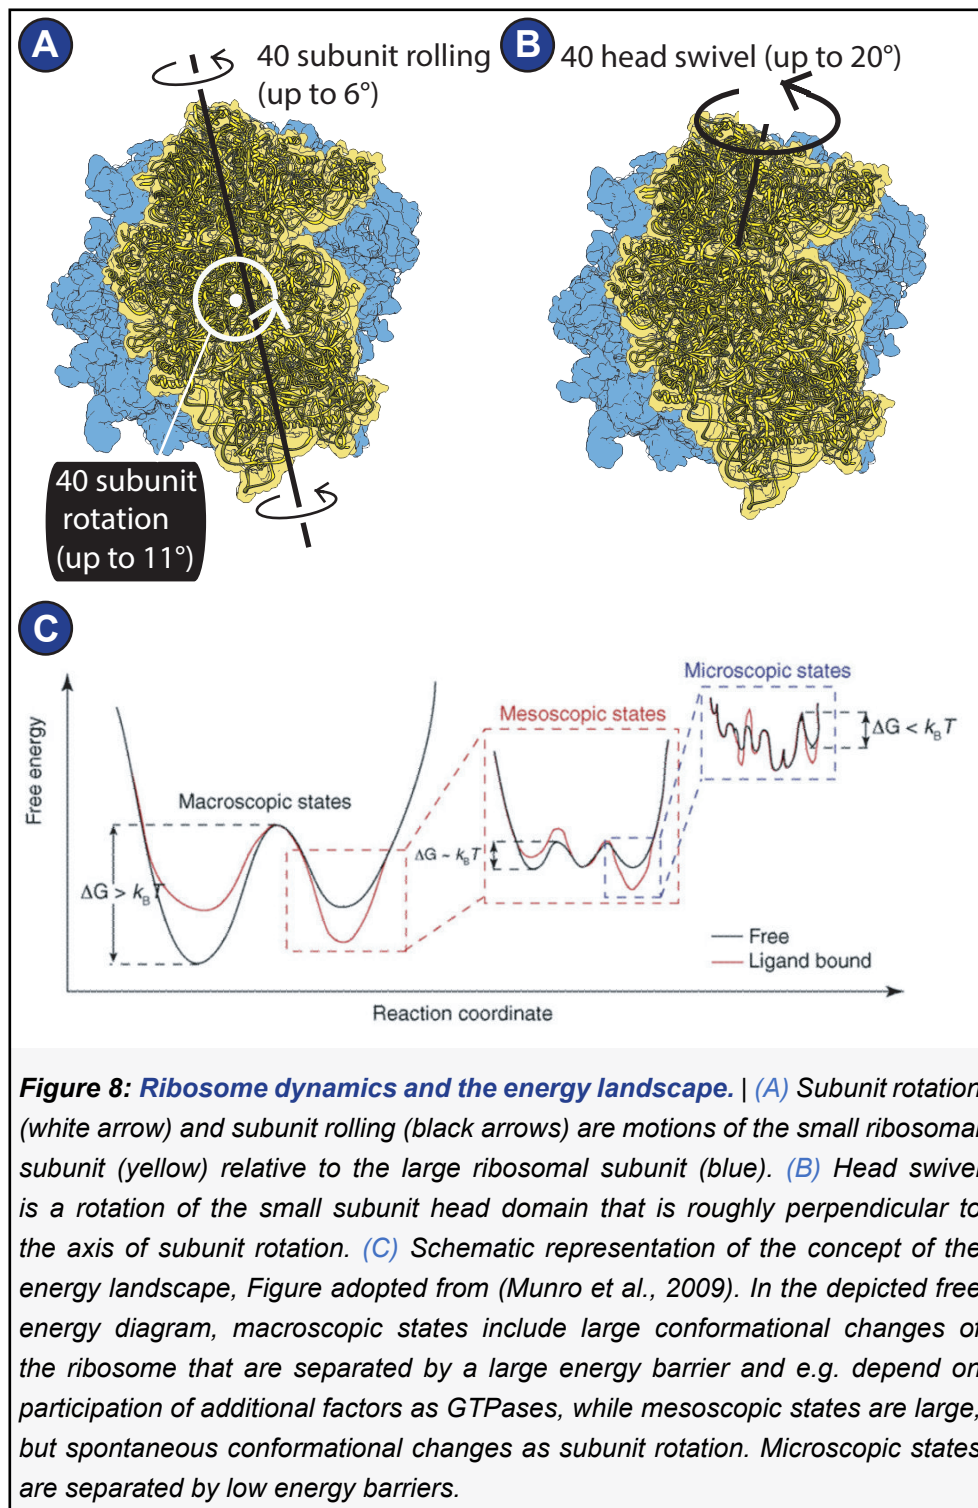 A
40 subunit rolling
(up to 6°)
B
40 head swivel (up to 20°)
40 subunit
rotation
(up to 11°)
C
Free energy
Macroscopic states
ΔG > kBT
Mesoscopic states
ΔG ~ kBT
Microscopic states
ΔG < kBT
Free
Ligand bound
Reaction coordinate
Figure 8: Ribosome dynamics and the energy landscape. | (A) Subunit rotation
(white arrow) and subunit rolling (black arrows) are motions of the small ribosomal
subunit (yellow) relative to the large ribosomal subunit (blue). (B) Head swivel
is a rotation of the small subunit head domain that is roughly perpendicular to
the axis of subunit rotation. (C) Schematic representation of the concept of the
energy landscape, Figure adopted from (Munro et al., 2009). In the depicted free
energy diagram, macroscopic states include large conformational changes of
the ribosome that are separated by a large energy barrier and e.g. depend on
participation of additional factors as GTPases, while mesoscopic states are large,
but spontaneous conformational changes as subunit rotation. Microscopic states
are separated by low energy barriers.